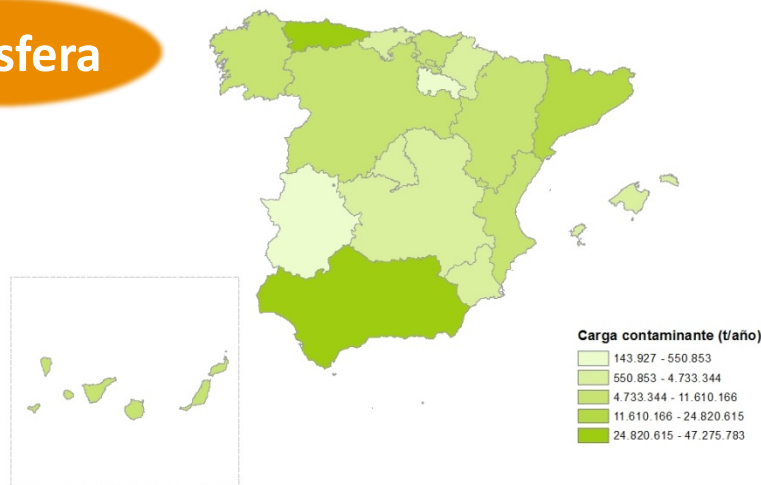 sfera
Carga contaminante (t/año)
143.927 - 550.853
550.853 - 4.733.344
4.733.344 - 11.610.166
11.610.166 - 24.820.615
24.820.615 - 47.275.783